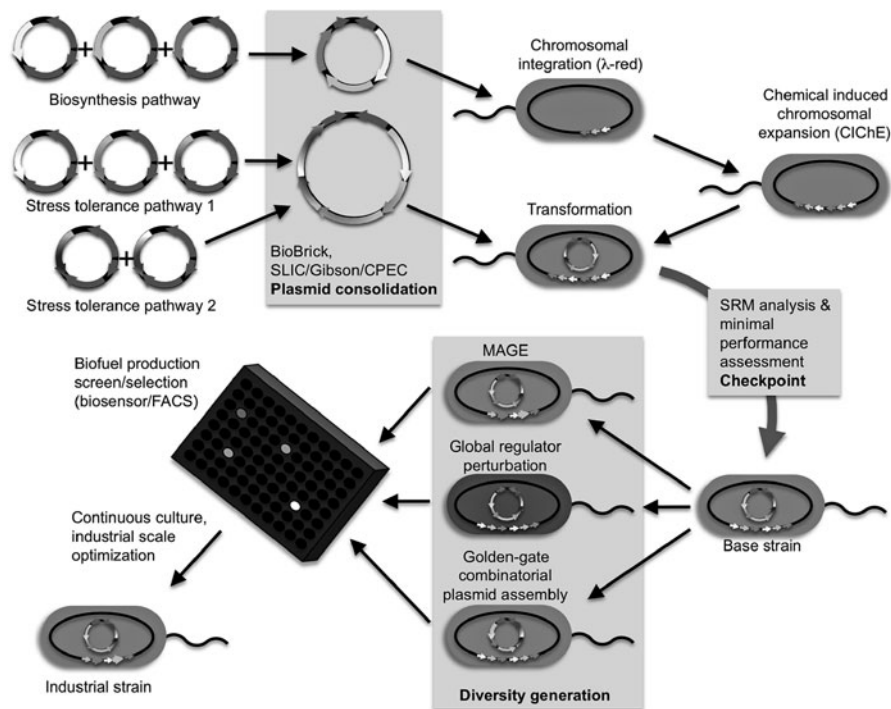 Biosynthesis pathway
Stress tolerance pathway 1
Stress tolerance pathway 2
BioBrick,
SLIC/Gibson/CPEC
Plasmid consolidation
Chromosomal
integration (λ-red)
Chemical induced
chromosomal
expansion (CIChE)
Transformation
SRM analysis &
minimal
performance
assessment
Checkpoint
Base strain
MAGE
Global regulator
perturbation
Golden-gate
combinatorial
plasmid assembly
Diversity generation
Biofuel production
screen/selection
(biosensor/FACS)
Continuous culture,
industrial scale
optimization
Industrial strain